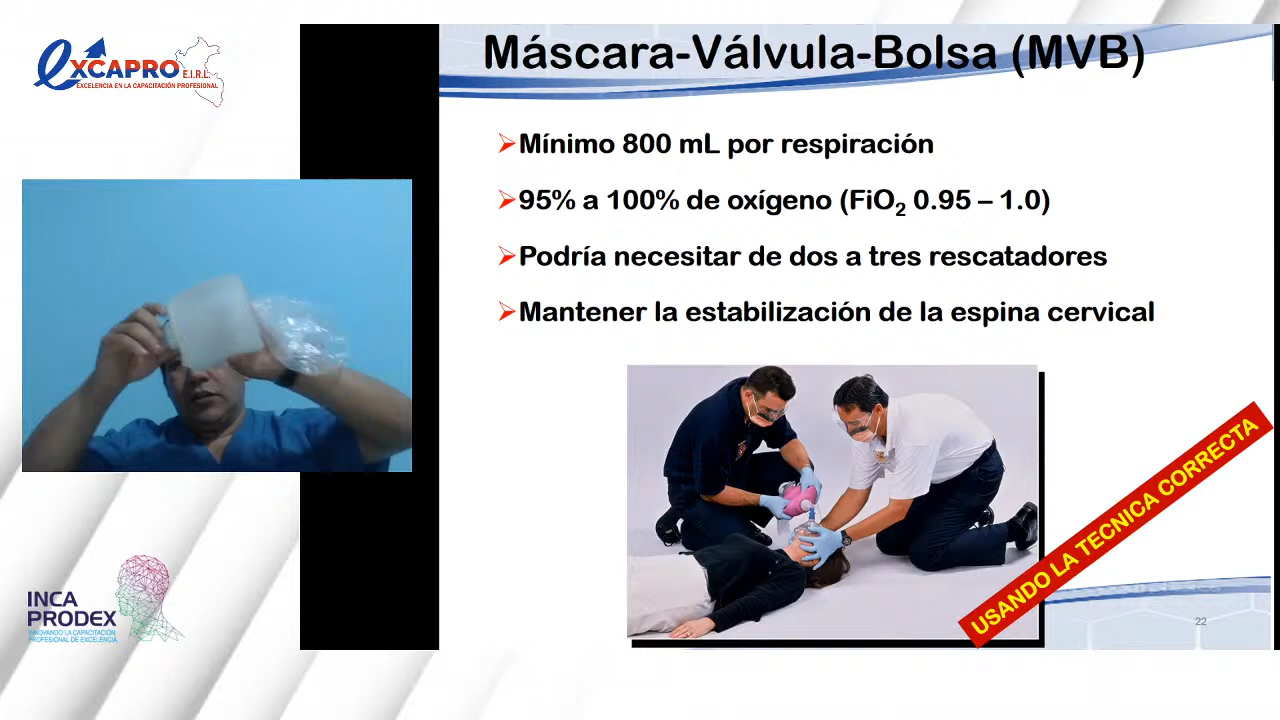 Máscara-Válvula-Bolsa (MVB)
excapro E.I.R.L.
EXCELENCIA EN LA CAPACITACIÓN PROFESIONAL
Mínimo 800 mL por respiración
95% a 100% de oxígeno (FiO2 0.95 – 1.0)
Podría necesitar de dos a tres rescatadores
Mantener la estabilización de la espina cervical
USANDO LA TECNICA CORRECTA
INCA
PRODEX
INNOVANDO LA CAPACITACIÓN
PROFESIONAL DE EXCELENCIA
22